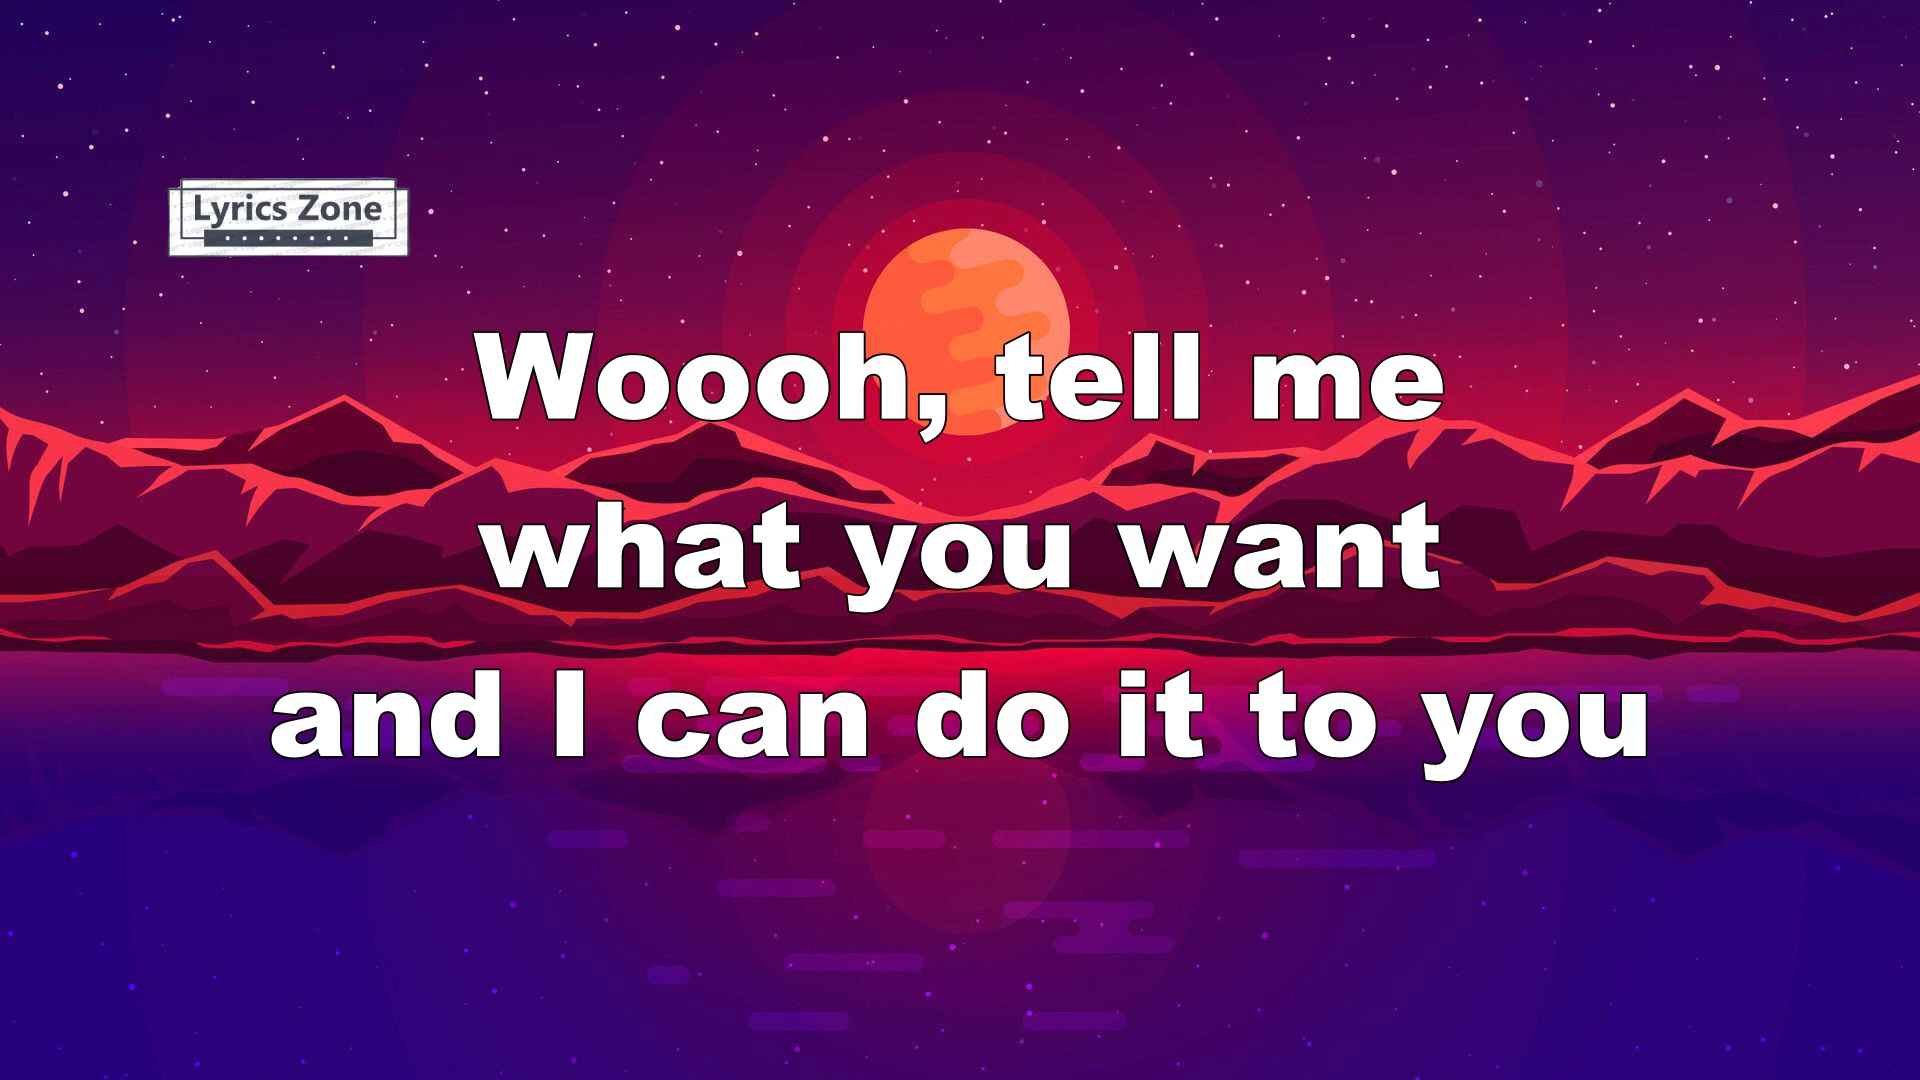 Lyrics Zone
Woooh, tell me
what you want
and I can do it to you